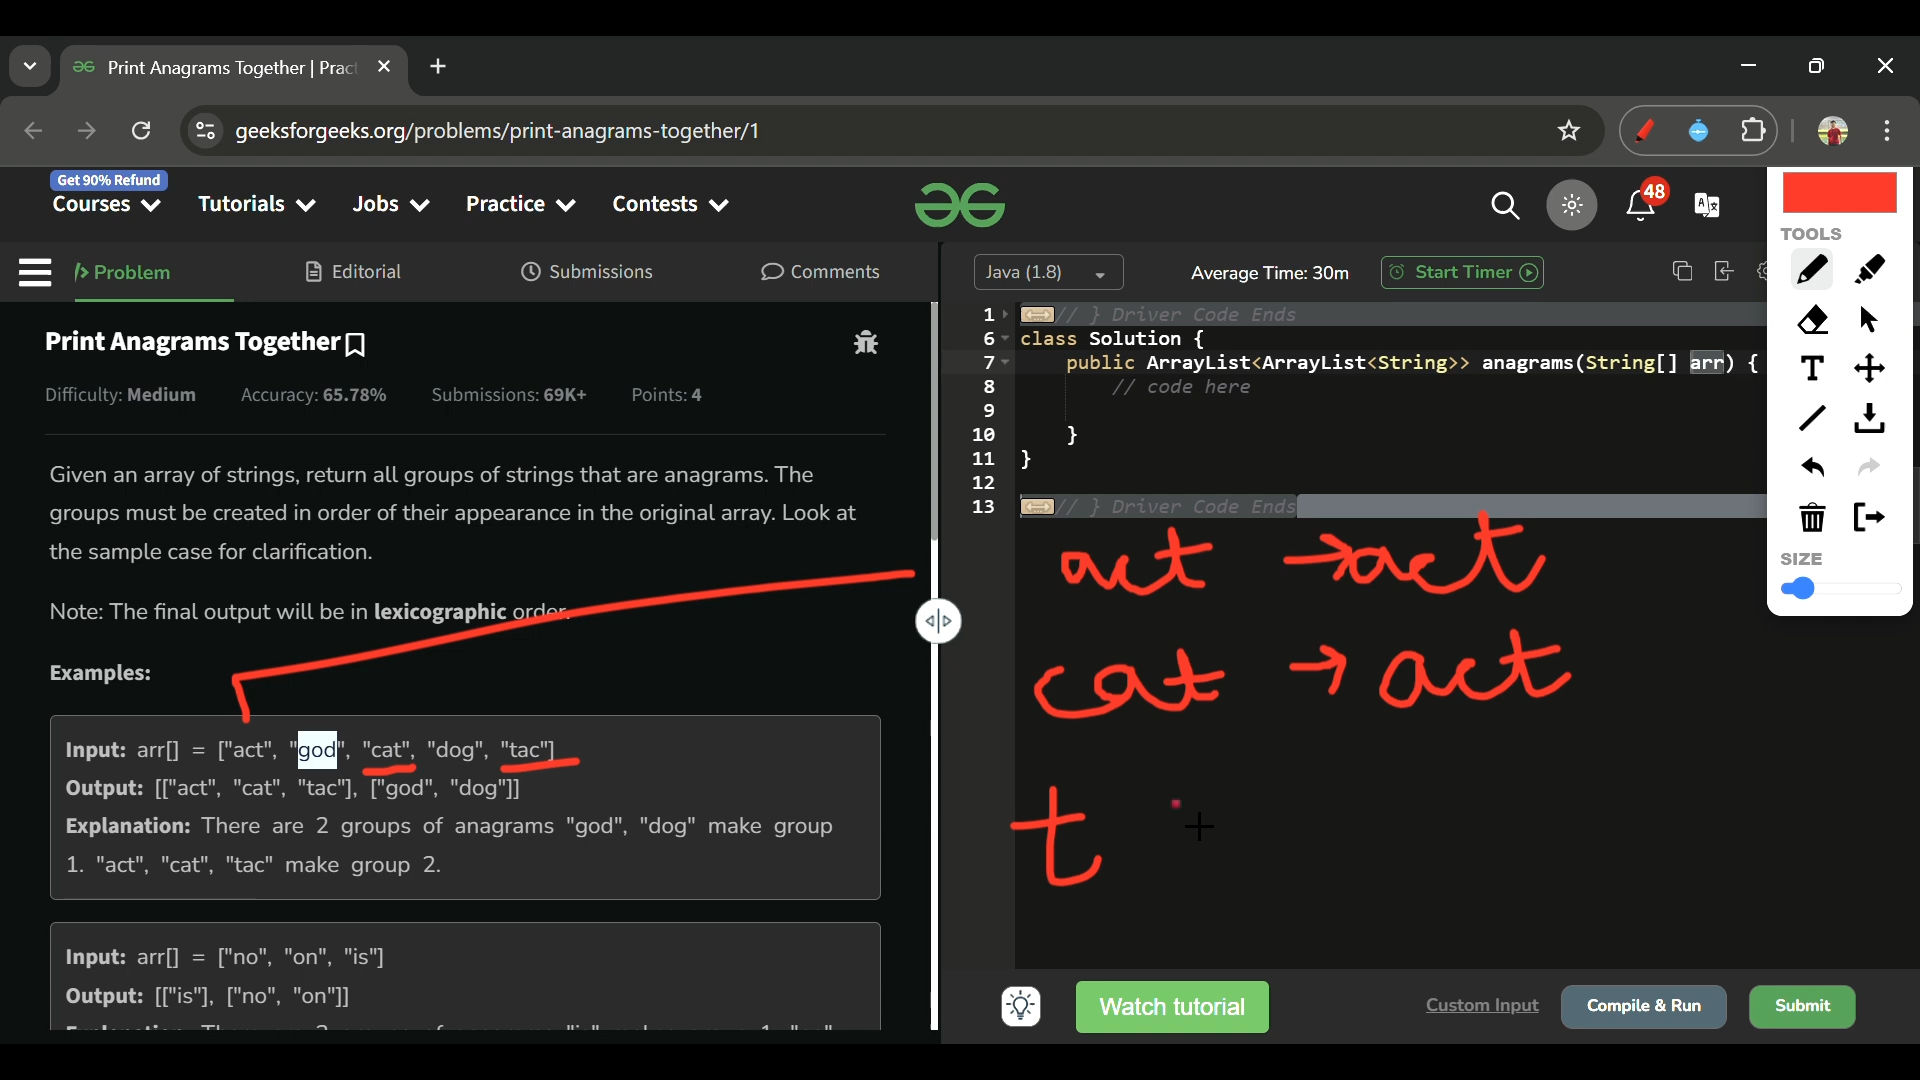 Print Anagrams Together | Pract
geeksforgeeks.org/problems/print-anagrams-together/1
Get 90% Refund
Courses Tutorials Jobs Practice Contests
48
TOOLS
Problem Editorial Submissions Comments
Java (1.8) Average Time: 30m Start Timer
Print Anagrams Together
Difficulty: Medium Accuracy: 65.78% Submissions: 69K+ Points: 4
Given an array of strings, return all groups of strings that are anagrams. The
groups must be created in order of their appearance in the original array. Look at
the sample case for clarification.
Note: The final output will be in lexicographic order.
Examples:
Input: arr[] = ["act", "god", "cat", "dog", "tac"]
Output: [["act", "cat", "tac"], ["god", "dog"]]
Explanation: There are 2 groups of anagrams "god", "dog" make group
1. "act", "cat", "tac" make group 2.
Input: arr[] = ["no", "on", "is"]
Output: [["is"], ["no", "on"]]
1 // } Driver Code Ends
6 class Solution {
7 public ArrayList<ArrayList<String>> anagrams(String[] arr) {
8 // code here
9
10 }
11 }
12
13 // } Driver Code Ends
act →act
cat → act
t
SIZE
Watch tutorial Custom Input Compile & Run Submit